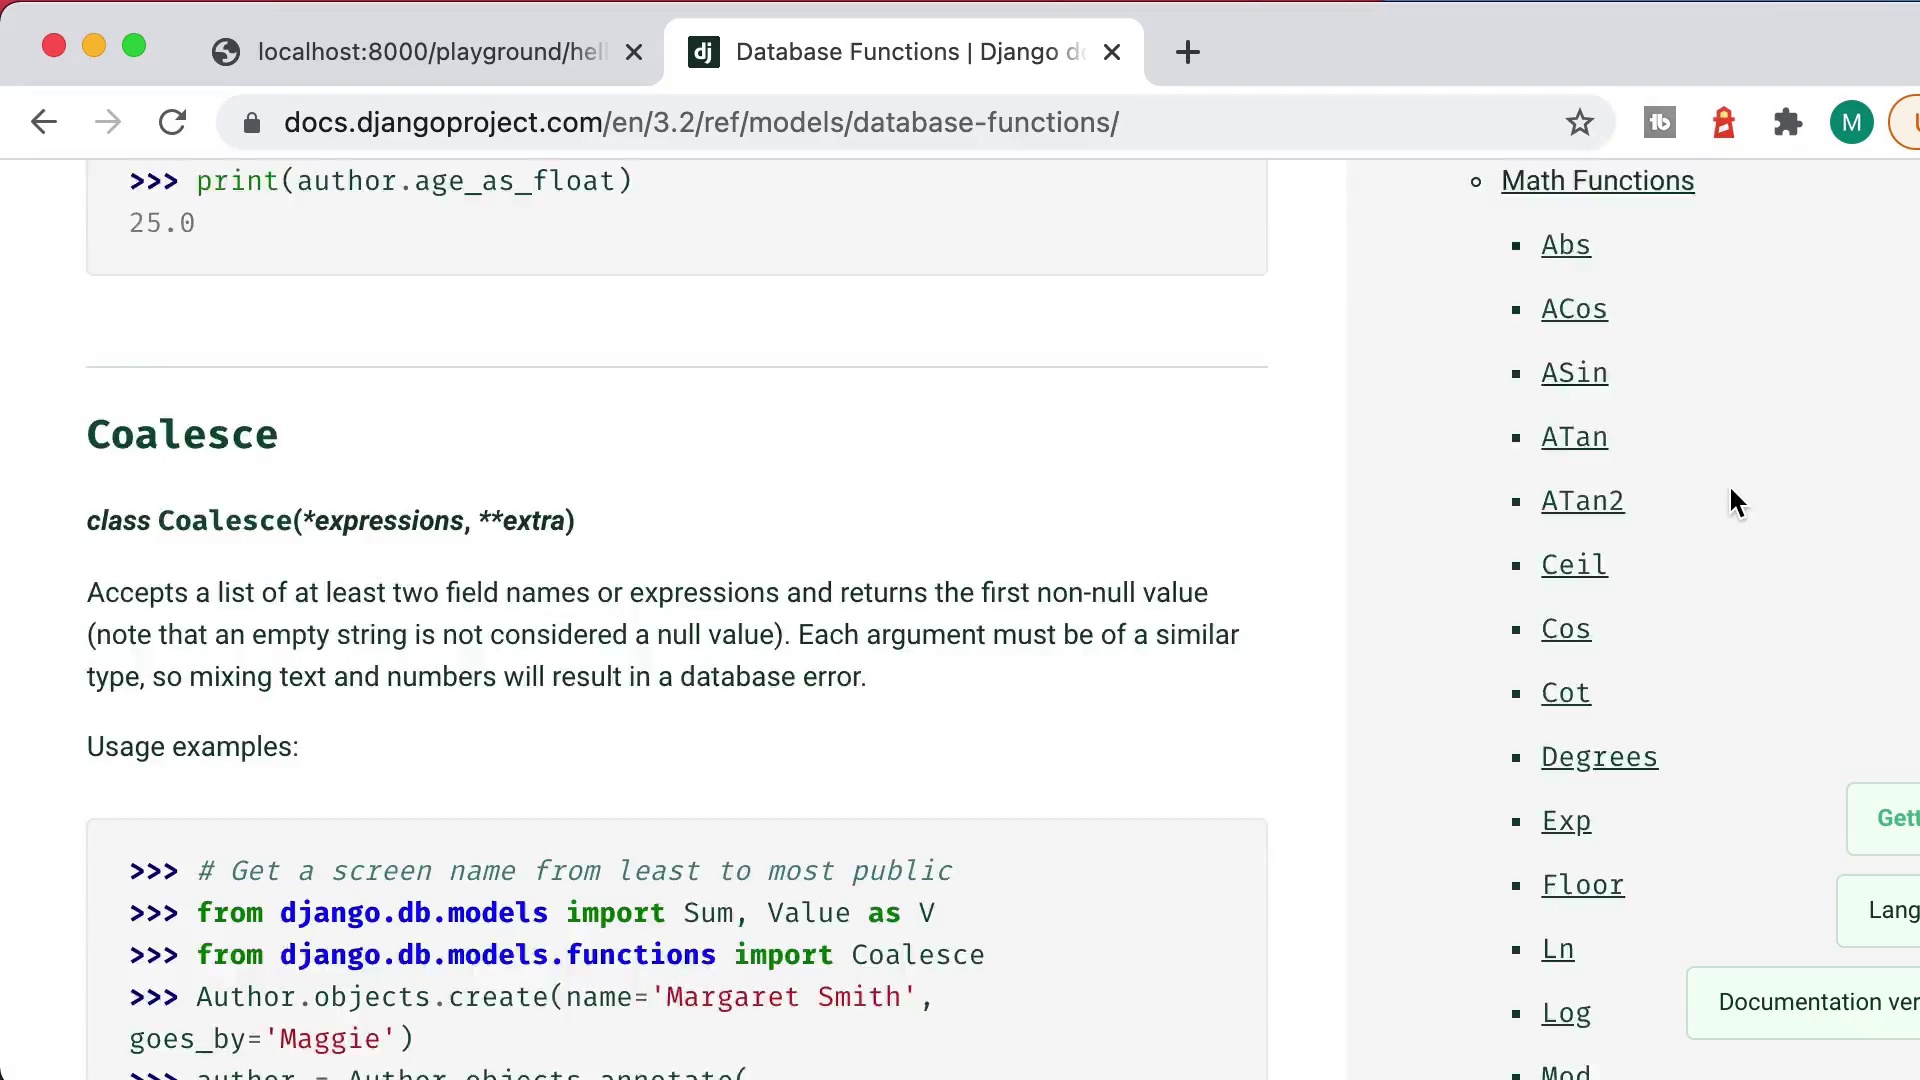 localhost:8000/playground/hell
dj
Database Functions | Django do
docs.djangoproject.com/en/3.2/ref/models/database-functions/
M
>>> print(author.age_as_float)
25.0
Coalesce
class Coalesce(*expressions, **extra)
Accepts a list of at least two field names or expressions and returns the first non-null value
(note that an empty string is not considered a null value). Each argument must be of a similar
type, so mixing text and numbers will result in a database error.
Usage examples:
>>> # Get a screen name from least to most public
>>> from django.db.models import Sum, Value as V
>>> from django.db.models.functions import Coalesce
>>> Author.objects.create(name='Margaret Smith',
goes_by='Maggie')
>>> author = Author.objects.annotate(
Math Functions
Abs
ACos
ASin
ATan
ATan2
Ceil
Cos
Cot
Degrees
Exp
Floor
Ln
Log
Mod
Gett
Lang
Documentation ver